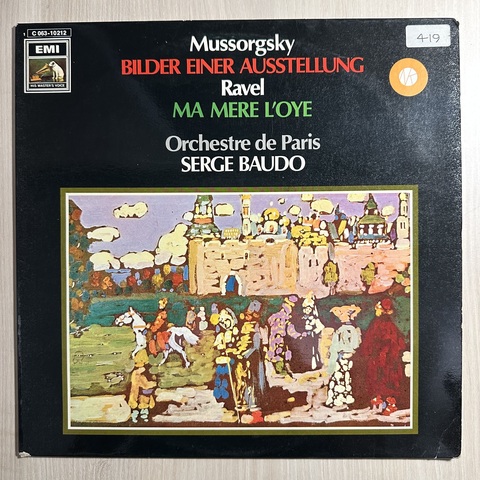 C 063-10212
EMI
HIS MASTER'S VOICE
4-19
Mussorgsky
BILDER EINER AUSSTELLUNG
Ravel
MA MERE L'OYE
Orchestre de Paris
SERGE BAUDO